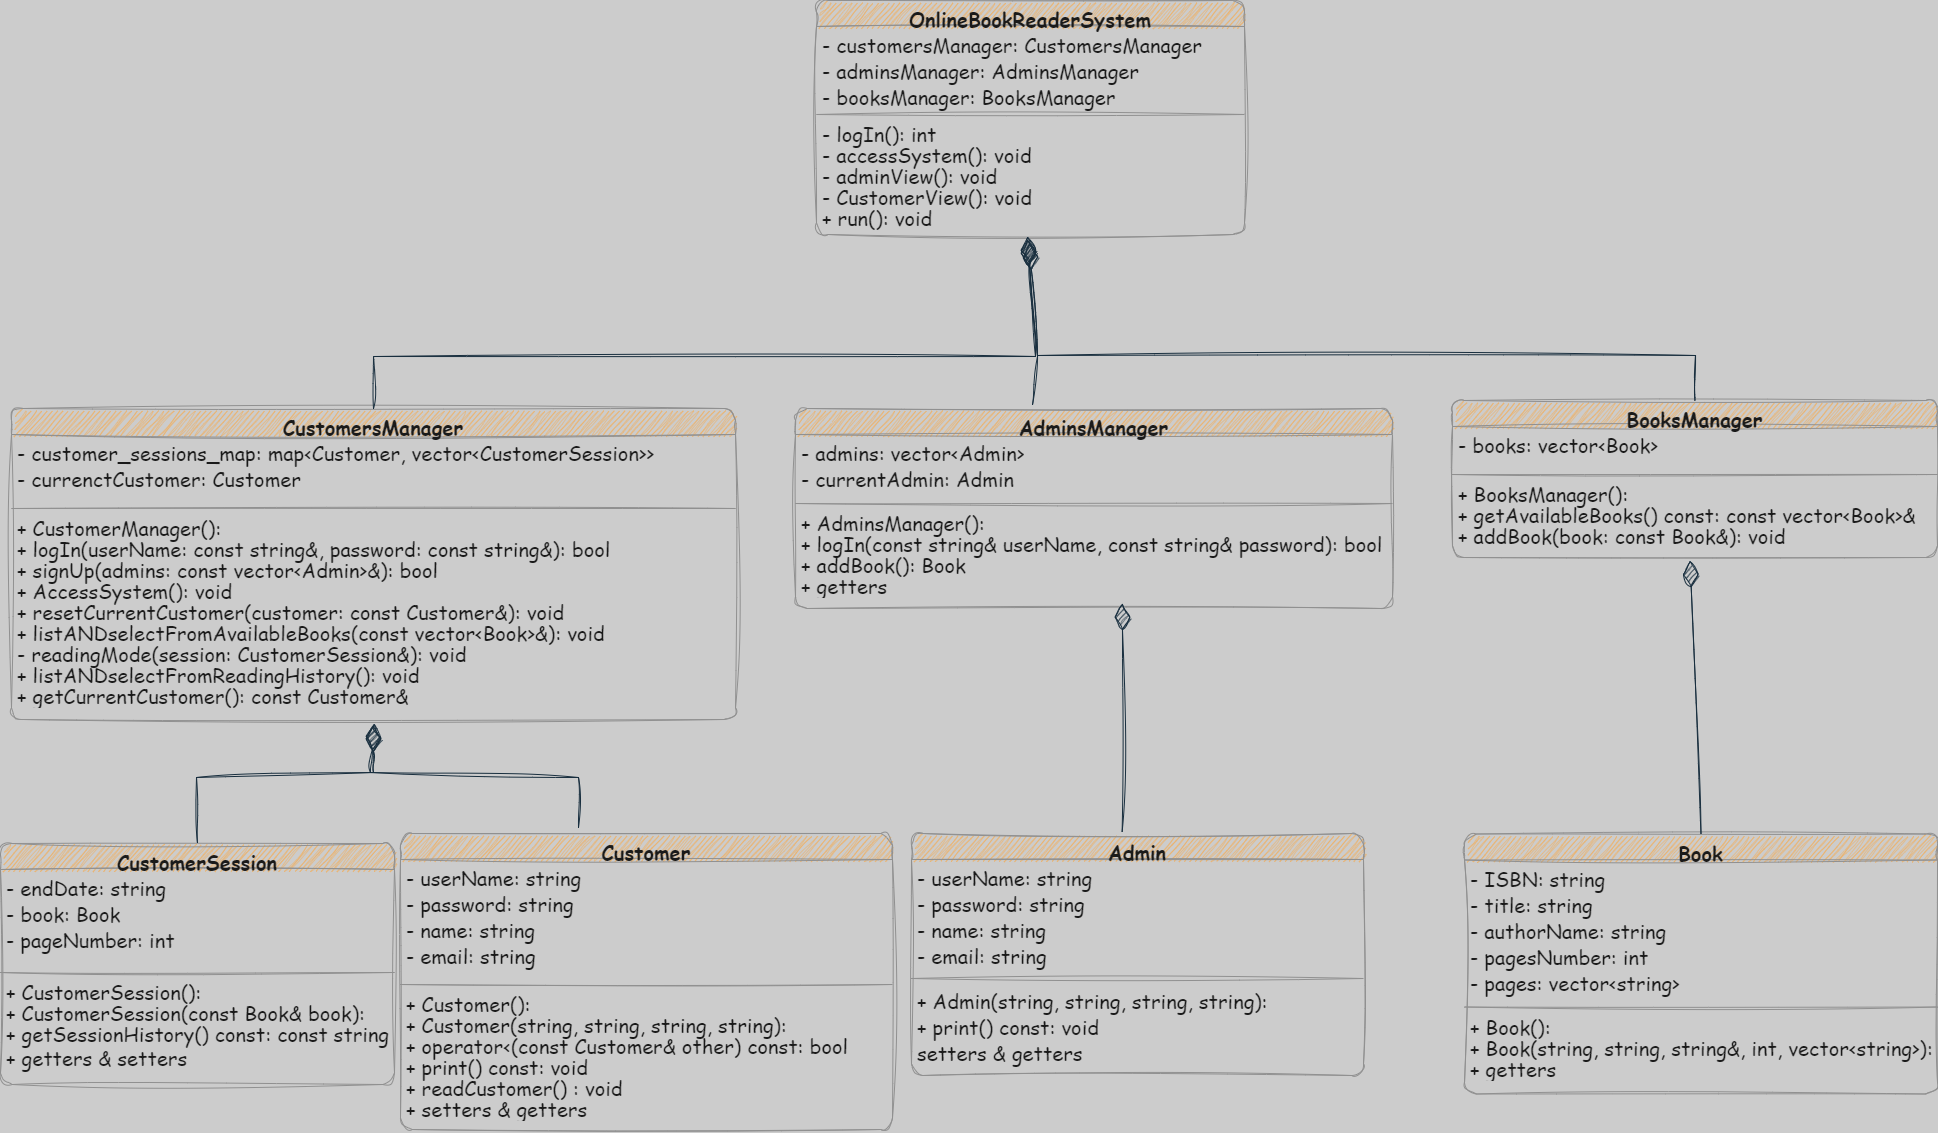 OnlineBookReaderSystem
- customersManager: CustomersManager
- adminsManager: AdminsManager
- booksManager: BooksManager
- logIn(): int
- accessSystem(): void
- adminView(): void
- CustomerView(): void
+ run(): void
CustomersManager
- customer_sessions_map: map<Customer, vector<CustomerSession>>
- currenctCustomer: Customer
+ CustomerManager():
+ logIn(userName: const string&, password: const string&): bool
+ signUp(admins: const vector<Admin>&): bool
+ AccessSystem(): void
+ resetCurrentCustomer(customer: const Customer&): void
+ listANDselectFromAvailableBooks(const vector<Book>&): void
- readingMode(session: CustomerSession&): void
+ listANDselectFromReadingHistory(): void
+ getCurrentCustomer(): const Customer&
AdminsManager
- admins: vector<Admin>
- currentAdmin: Admin
+ AdminsManager():
+ logIn(const string& userName, const string& password): bool
+ addBook(): Book
+ getters
BooksManager
- books: vector<Book>
+ BooksManager():
+ getAvailableBooks() const: const vector<Book>&
+ addBook(book: const Book&): void
CustomerSession
- endDate: string
- book: Book
- pageNumber: int
+ CustomerSession():
+ CustomerSession(const Book& book):
+ getSessionHistory() const: const string
+ getters & setters
Customer
- userName: string
- password: string
- name: string
- email: string
+ Customer():
+ Customer(string, string, string, string):
+ operator<(const Customer& other) const: bool
+ print() const: void
+ readCustomer() : void
+ setters & getters
Admin
- userName: string
- password: string
- name: string
- email: string
+ Admin(string, string, string, string):
+ print() const: void
setters & getters
Book
- ISBN: string
- title: string
- authorName: string
- pagesNumber: int
- pages: vector<string>
+ Book():
+ Book(string, string, string&, int, vector<string>):
+ getters